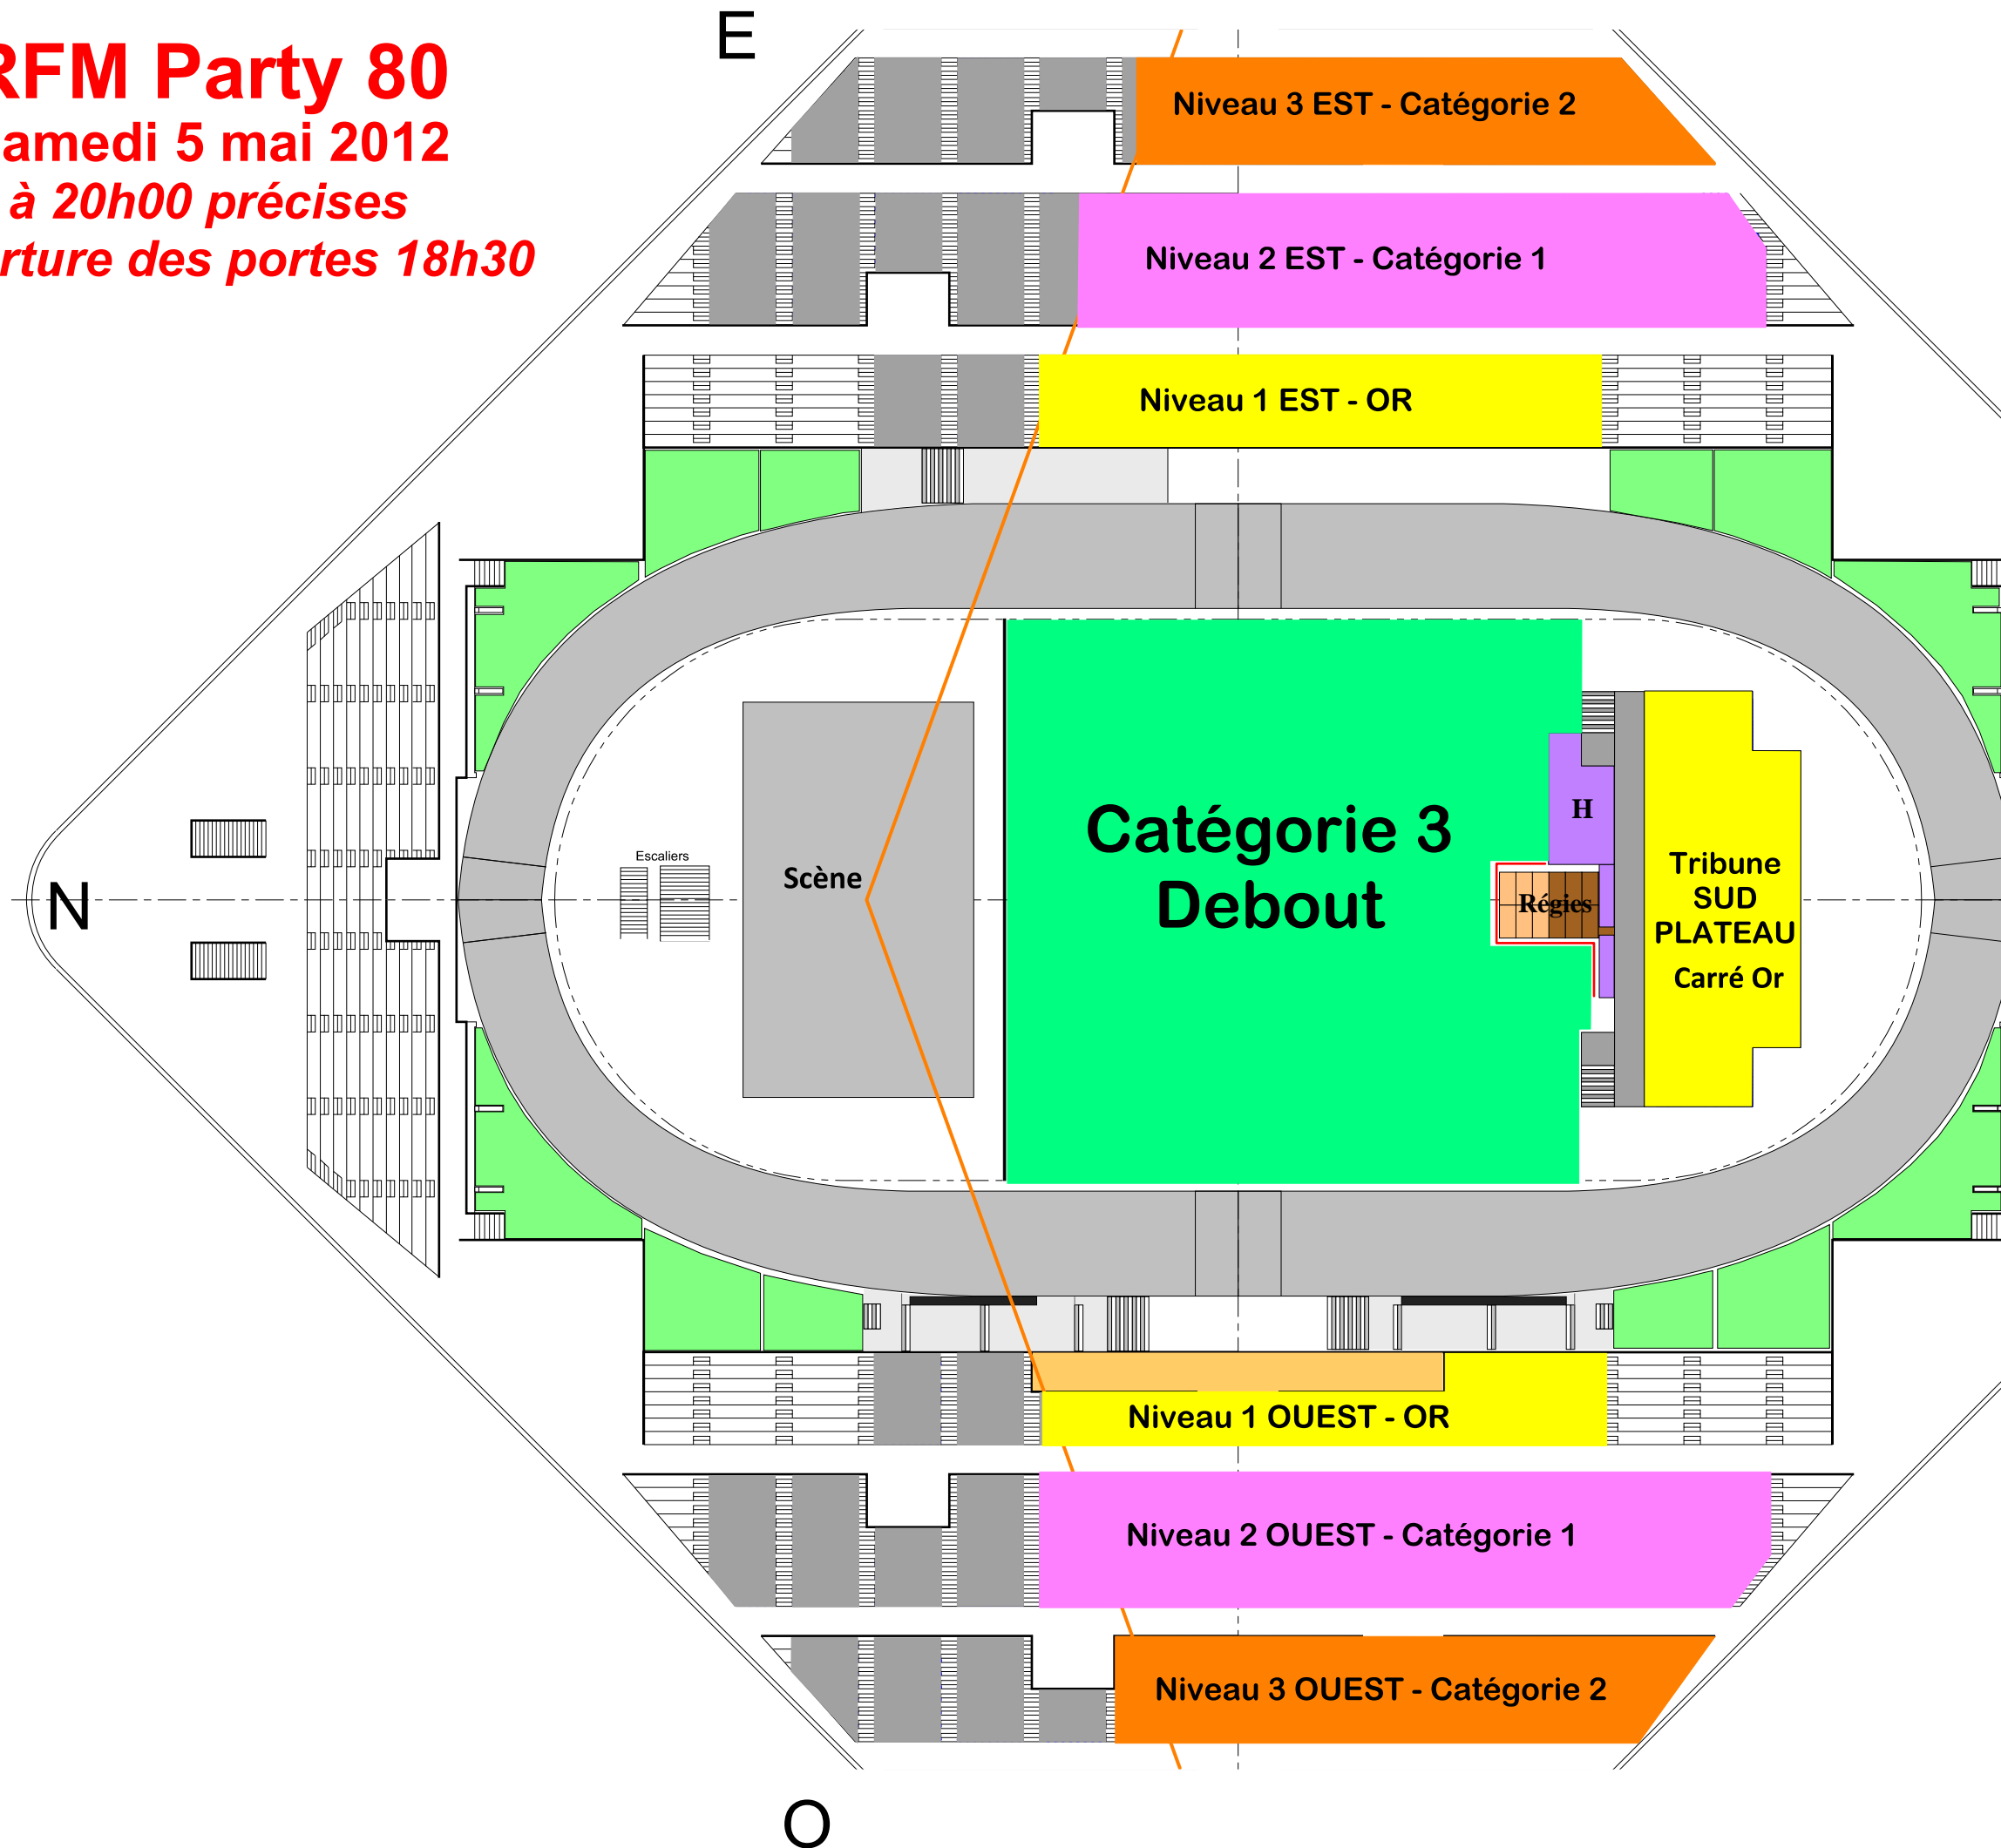 E
RFM Party 80
amedi 5 mai 2012
à 20h00 précises
rture des portes 18h30
Niveau 3 EST - Catégorie 2
Niveau 2 EST - Catégorie 1
Niveau 1 EST - OR
N
Escaliers
Scène
Catégorie 3
Debout
H
Régies
Tribune
SUD
PLATEAU
Carré Or
Niveau 1 OUEST - OR
Niveau 2 OUEST - Catégorie 1
Niveau 3 OUEST - Catégorie 2
O